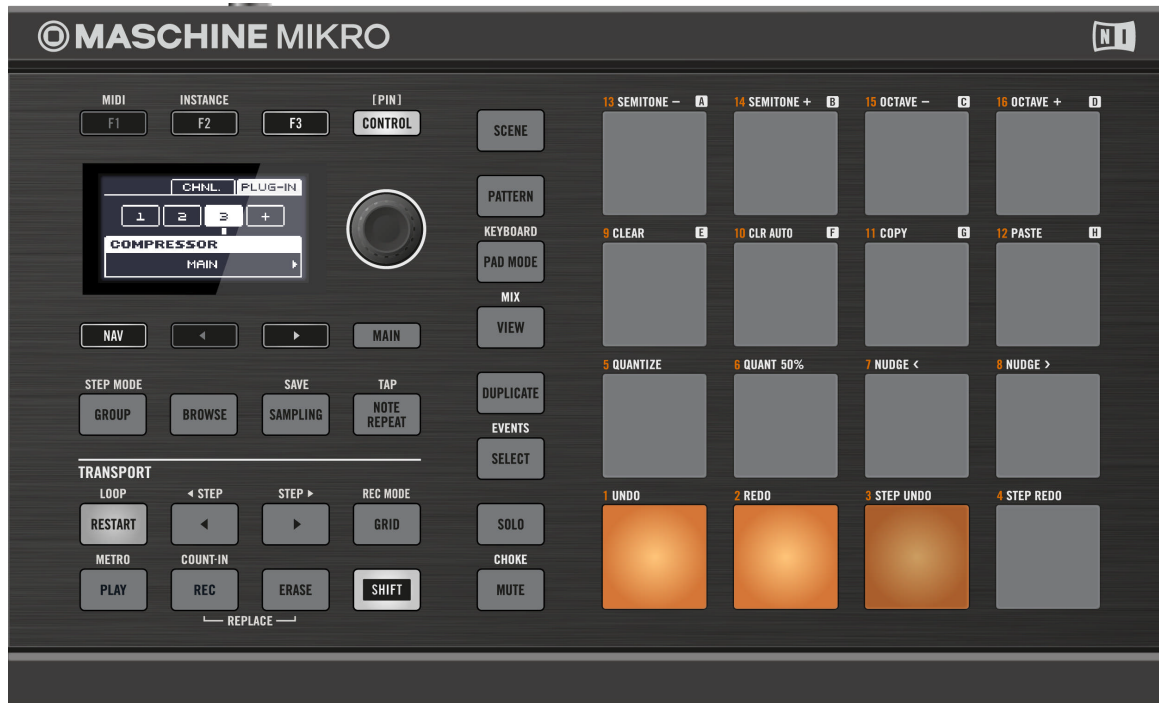 MASCHINE MIKRO
NI
MIDI INSTANCE [PIN]
F1 F2 F3 CONTROL
CHNL. PLUG-IN
1 2 3 +
COMPRESSOR
MAIN
NAV MAIN
STEP MODE SAVE TAP
GROUP BROWSE SAMPLING NOTE REPEAT
TRANSPORT
LOOP STEP STEP REC MODE
RESTART GRID
METRO COUNT-IN
PLAY REC ERASE SHIFT
REPLACE
SCENE
PATTERN
KEYBOARD
PAD MODE
MIX
VIEW
DUPLICATE
EVENTS
SELECT
SOLO
CHOKE
MUTE
13 SEMITONE – A 14 SEMITONE + B 15 OCTAVE – C 16 OCTAVE + D
9 CLEAR E 10 CLR AUTO F 11 COPY G 12 PASTE H
5 QUANTIZE 6 QUANT 50% 7 NUDGE < 8 NUDGE >
1 UNDO 2 REDO 3 STEP UNDO 4 STEP REDO